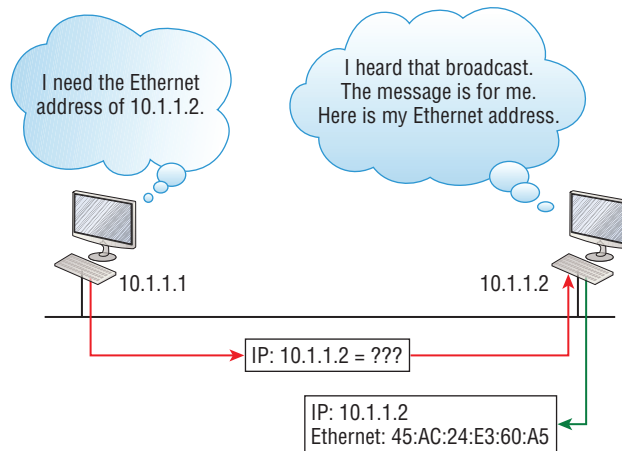 I need the Ethernet
address of 10.1.1.2.
I heard that broadcast.
The message is for me.
Here is my Ethernet address.
10.1.1.1
10.1.1.2
IP: 10.1.1.2 = ???
IP: 10.1.1.2
Ethernet: 45:AC:24:E3:60:A5